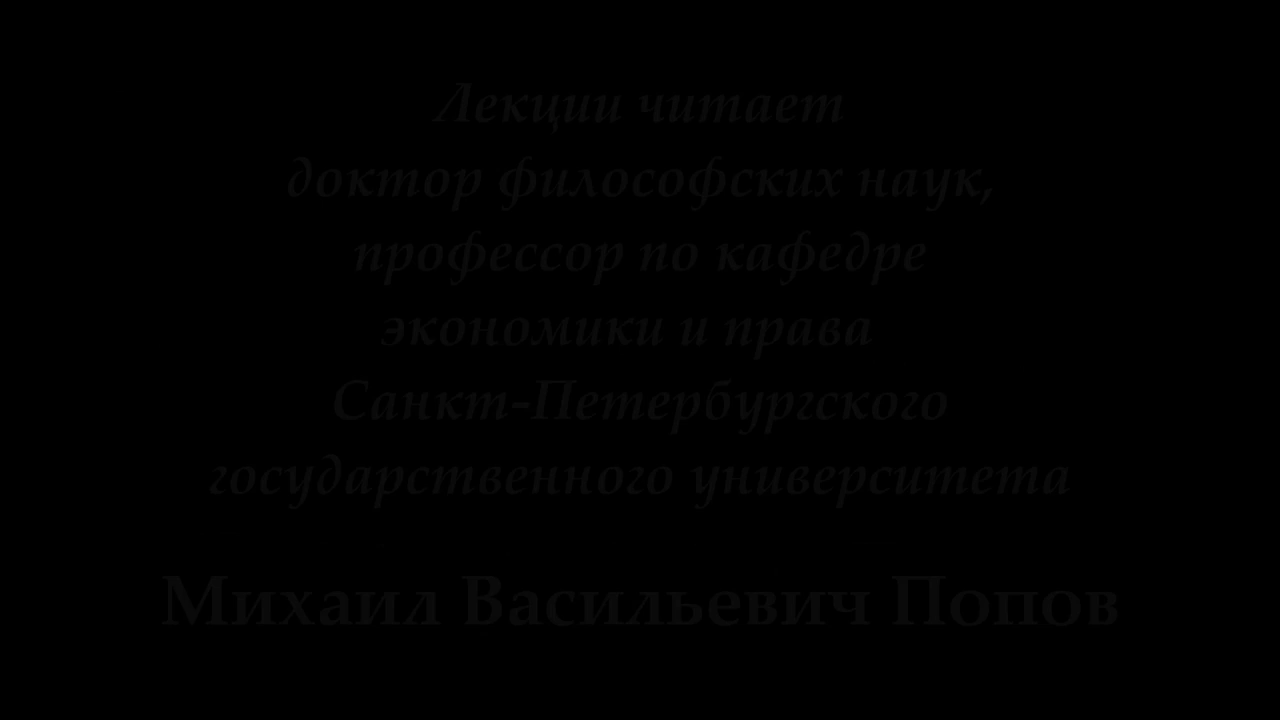 Лекции читает
доктор философских наук,
профессор по кафедре
экономики и права
Санкт-Петербургского
государственного университета
Михаил Васильевич Попов